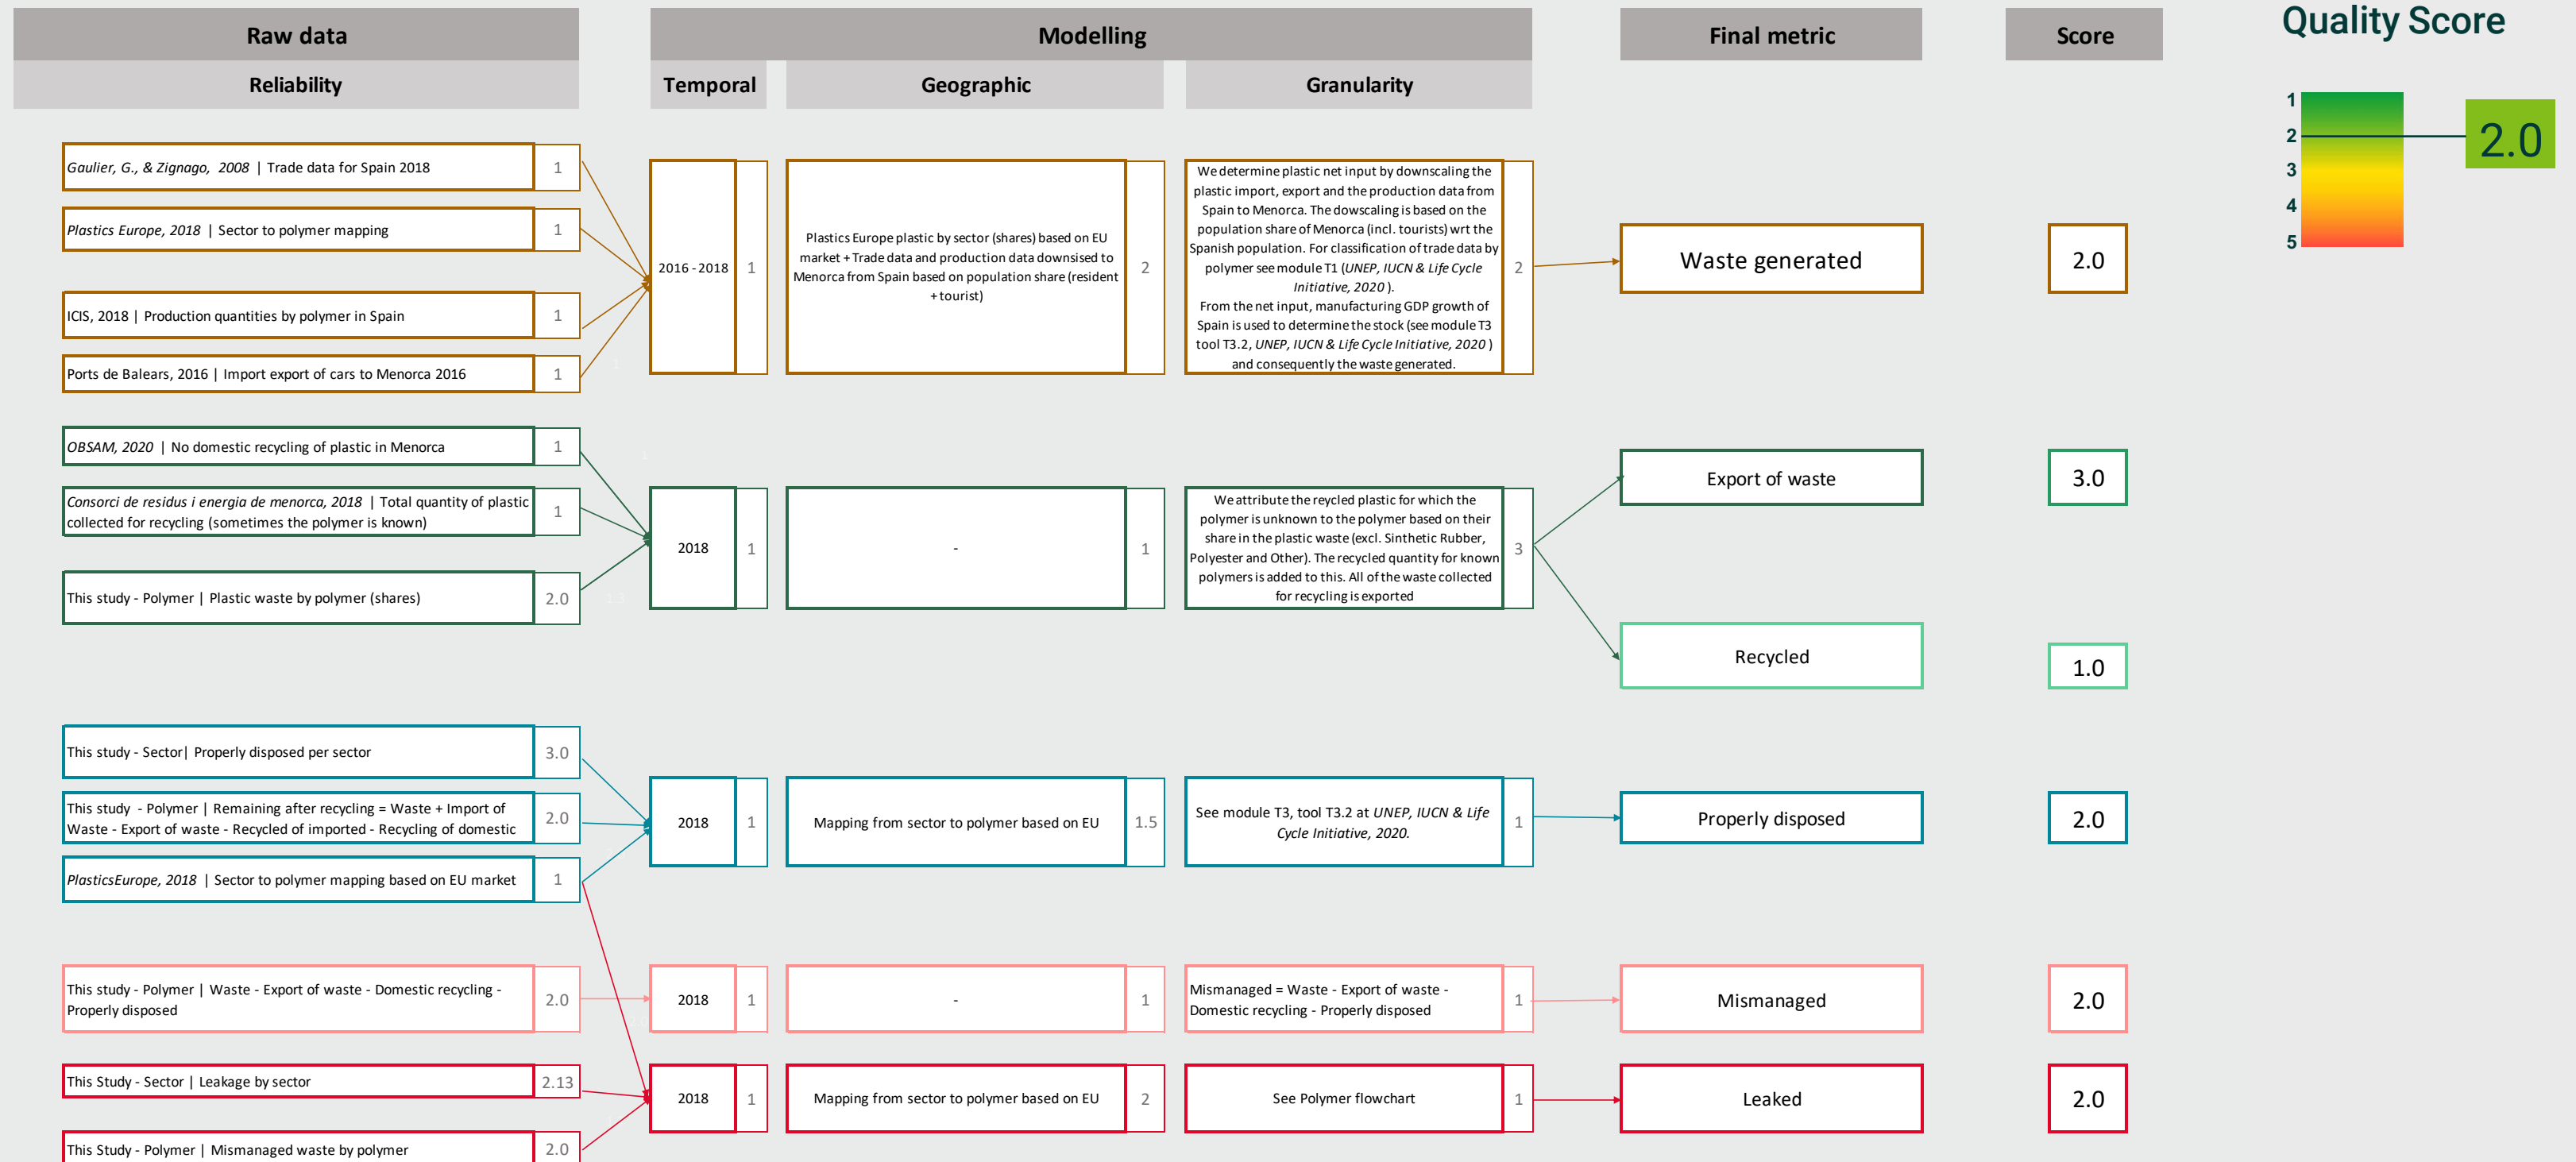 Raw data
Modelling
Final metric
Score
Quality Score
Reliability
Temporal
Geographic
Granularity
1
2
3
4
5
2.0
Gaulier, G., & Zignago, 2008 | Trade data for Spain 2018
1
Plastics Europe, 2018 | Sector to polymer mapping
1
ICIS, 2018 | Production quantities by polymer in Spain
1
Ports de Balears, 2016 | Import export of cars to Menorca 2016
1
2016 - 2018
1
Plastics Europe plastic by sector (shares) based on EU
market + Trade data and production data downsised to
Menorca from Spain based on population share (resident
+ tourist)
2
We determine plastic net input by downscaling the
plastic import, export and the production data from
Spain to Menorca. The dowscaling is based on the
population share of Menorca (incl. tourists) wrt the
Spanish population. For classification of trade data by
polymer see module T1 (UNEP, IUCN & Life Cycle
Initiative, 2020 ).
From the net input, manufacturing GDP growth of
Spain is used to determine the stock (see module T3
tool T3.2, UNEP, IUCN & Life Cycle Initiative, 2020 )
and consequently the waste generated.
2
Waste generated
2.0
OBSAM, 2020 | No domestic recycling of plastic in Menorca
1
Consorci de residus i energia de menorca, 2018 | Total quantity of plastic
collected for recycling (sometimes the polymer is known)
1
This study - Polymer | Plastic waste by polymer (shares)
2.0
2018
1
-
1
We attribute the reycled plastic for which the
polymer is unknown to the polymer based on their
share in the plastic waste (excl. Sinthetic Rubber,
Polyester and Other). The recycled quantity for known
polymers is added to this. All of the waste collected
for recycling is exported
3
Export of waste
3.0
Recycled
1.0
This study - Sector| Properly disposed per sector
3.0
This study - Polymer | Remaining after recycling = Waste + Import of
Waste - Export of waste - Recycled of imported - Recycling of domestic
2.0
PlasticsEurope, 2018 | Sector to polymer mapping based on EU market
1
2018
1
Mapping from sector to polymer based on EU
1.5
See module T3, tool T3.2 at UNEP, IUCN & Life
Cycle Initiative, 2020.
1
Properly disposed
2.0
This study - Polymer | Waste - Export of waste - Domestic recycling -
Properly disposed
2.0
2018
1
-
1
Mismanaged = Waste - Export of waste -
Domestic recycling - Properly disposed
1
Mismanaged
2.0
This Study - Sector | Leakage by sector
2.13
This Study - Polymer | Mismanaged waste by polymer
2.0
2018
1
Mapping from sector to polymer based on EU
2
See Polymer flowchart
1
Leaked
2.0